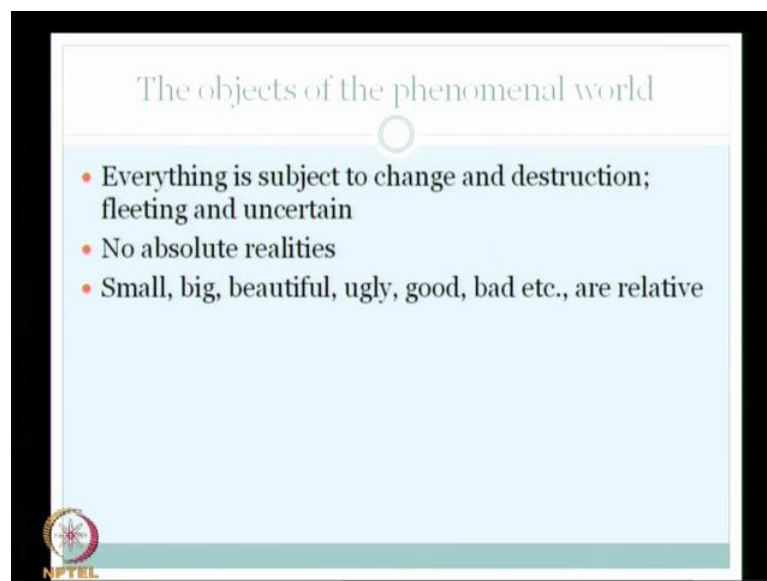 The objects of the phenomenal world
• Everything is subject to change and destruction;
fleeting and uncertain
• No absolute realities
• Small, big, beautiful, ugly, good, bad etc., are relative
NPTEL